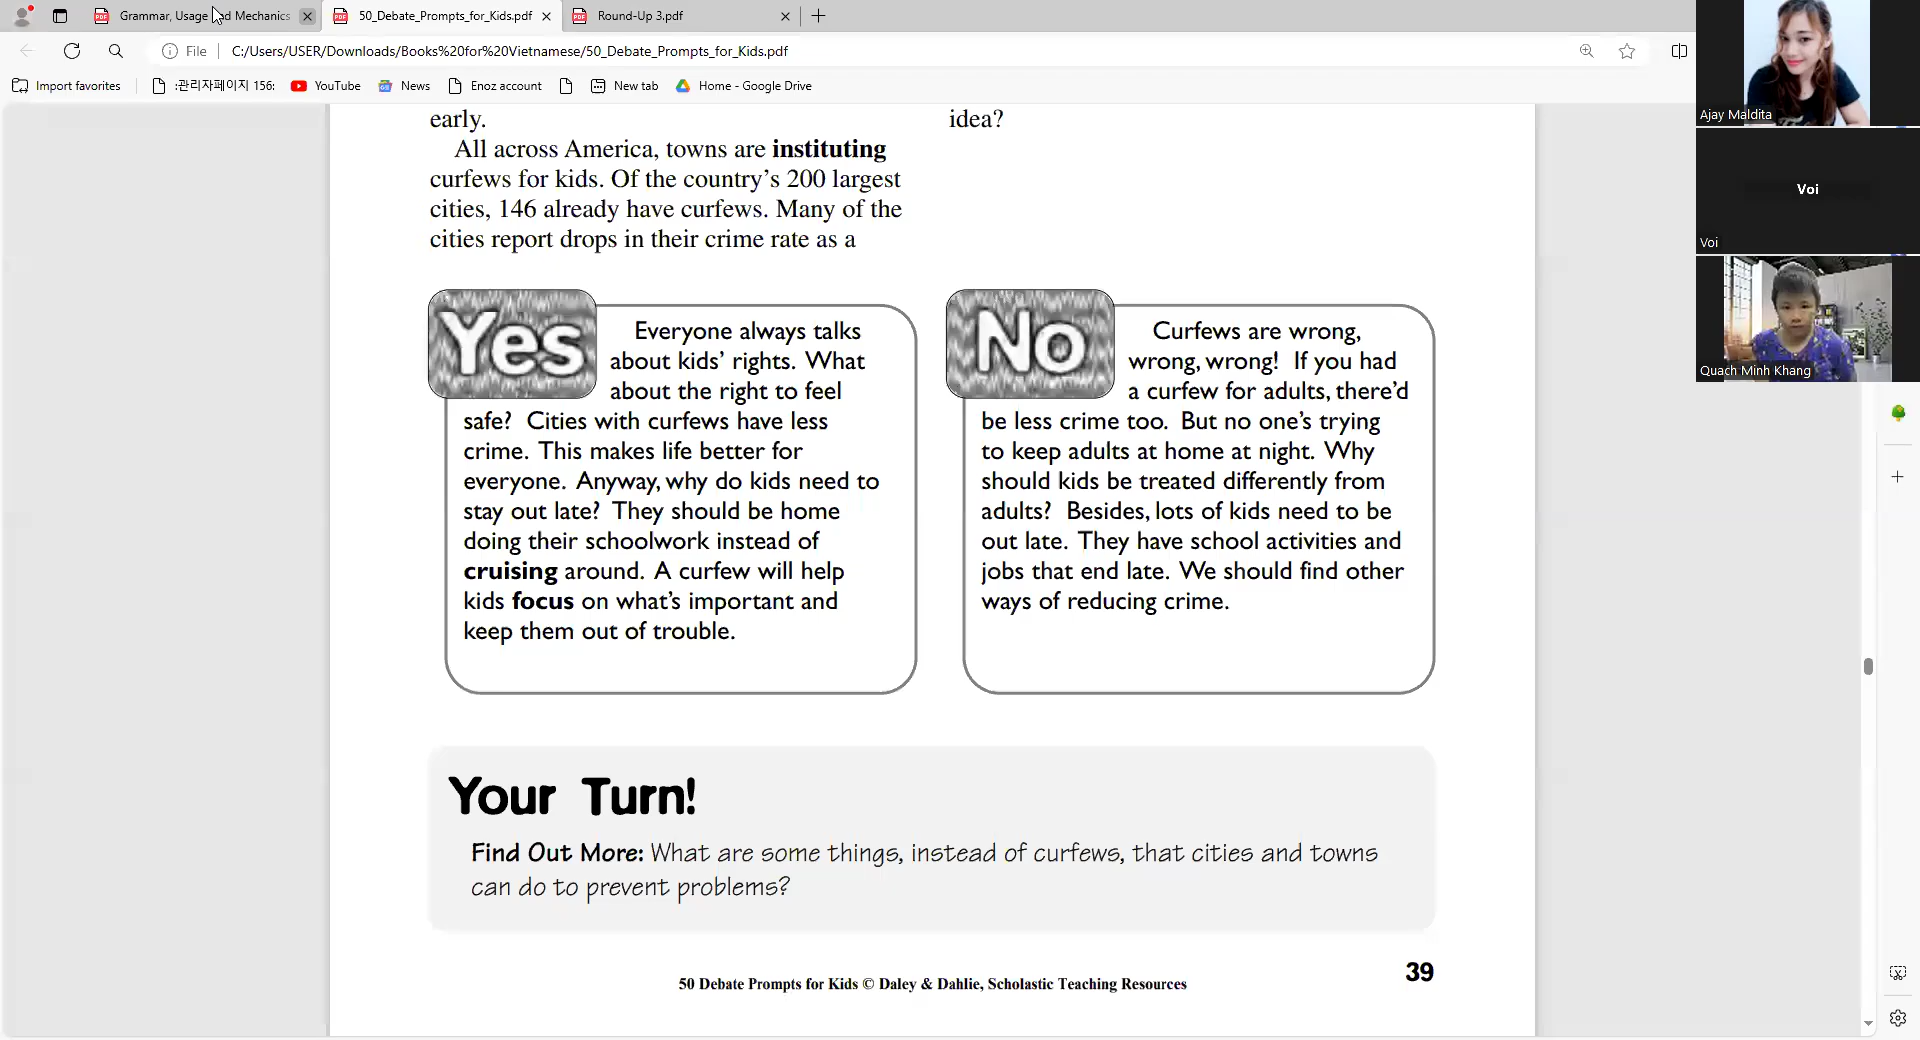 Grammar, Usage and Mechanics
50_Debate_Prompts_for_Kids.pdf
Round-Up 3.pdf
File
C:/Users/USER/Downloads/Books%20for%20Vietnamese/50_Debate_Prompts_for_Kids.pdf
Import favorites
:관리자페이지 156:
YouTube
News
Enoz account
New tab
Home - Google Drive
early.
All across America, towns are instituting
curfews for kids. Of the country's 200 largest
cities, 146 already have curfews. Many of the
cities report drops in their crime rate as a
idea?
Yes
Everyone always talks
about kids' rights. What
about the right to feel
safe? Cities with curfews have less
crime. This makes life better for
everyone. Anyway, why do kids need to
stay out late? They should be home
doing their schoolwork instead of
cruising around. A curfew will help
kids focus on what's important and
keep them out of trouble.
No
Curfews are wrong,
wrong, wrong! If you had
a curfew for adults, there'd
be less crime too. But no one's trying
to keep adults at home at night. Why
should kids be treated differently from
adults? Besides, lots of kids need to be
out late. They have school activities and
jobs that end late. We should find other
ways of reducing crime.
Your Turn!
Find Out More: What are some things, instead of curfews, that cities and towns
can do to prevent problems?
39
50 Debate Prompts for Kids © Daley & Dahlie, Scholastic Teaching Resources
Ajay Maldita
Voi
Voi
Quach Minh Khang